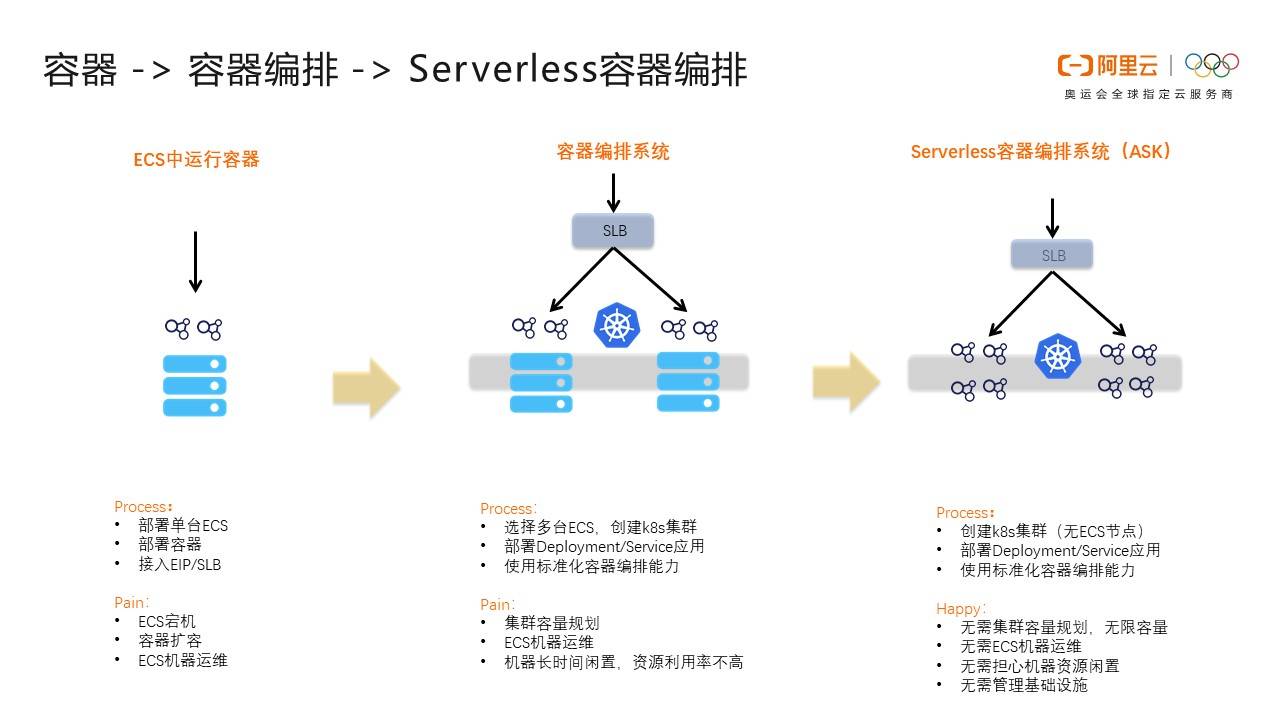 容器 -> 容器编排 -> Serverless容器编排
阿里云
奥运会全球指定云服务商
ECS中运行容器
容器编排系统
Serverless容器编排系统（ASK）
SLB
SLB
Process：
• 部署单台ECS
• 部署容器
• 接入EIP/SLB
Pain：
• ECS宕机
• 容器扩容
• ECS机器运维
Process：
• 选择多台ECS，创建k8s集群
• 部署Deployment/Service应用
• 使用标准化容器编排能力
Pain：
• 集群容量规划
• ECS机器运维
• 机器长时间闲置，资源利用率不高
Process：
• 创建k8s集群（无ECS节点）
• 部署Deployment/Service应用
• 使用标准化容器编排能力
Happy：
• 无需集群容量规划，无限容量
• 无需ECS机器运维
• 无需担心机器资源闲置
• 无需管理基础设施